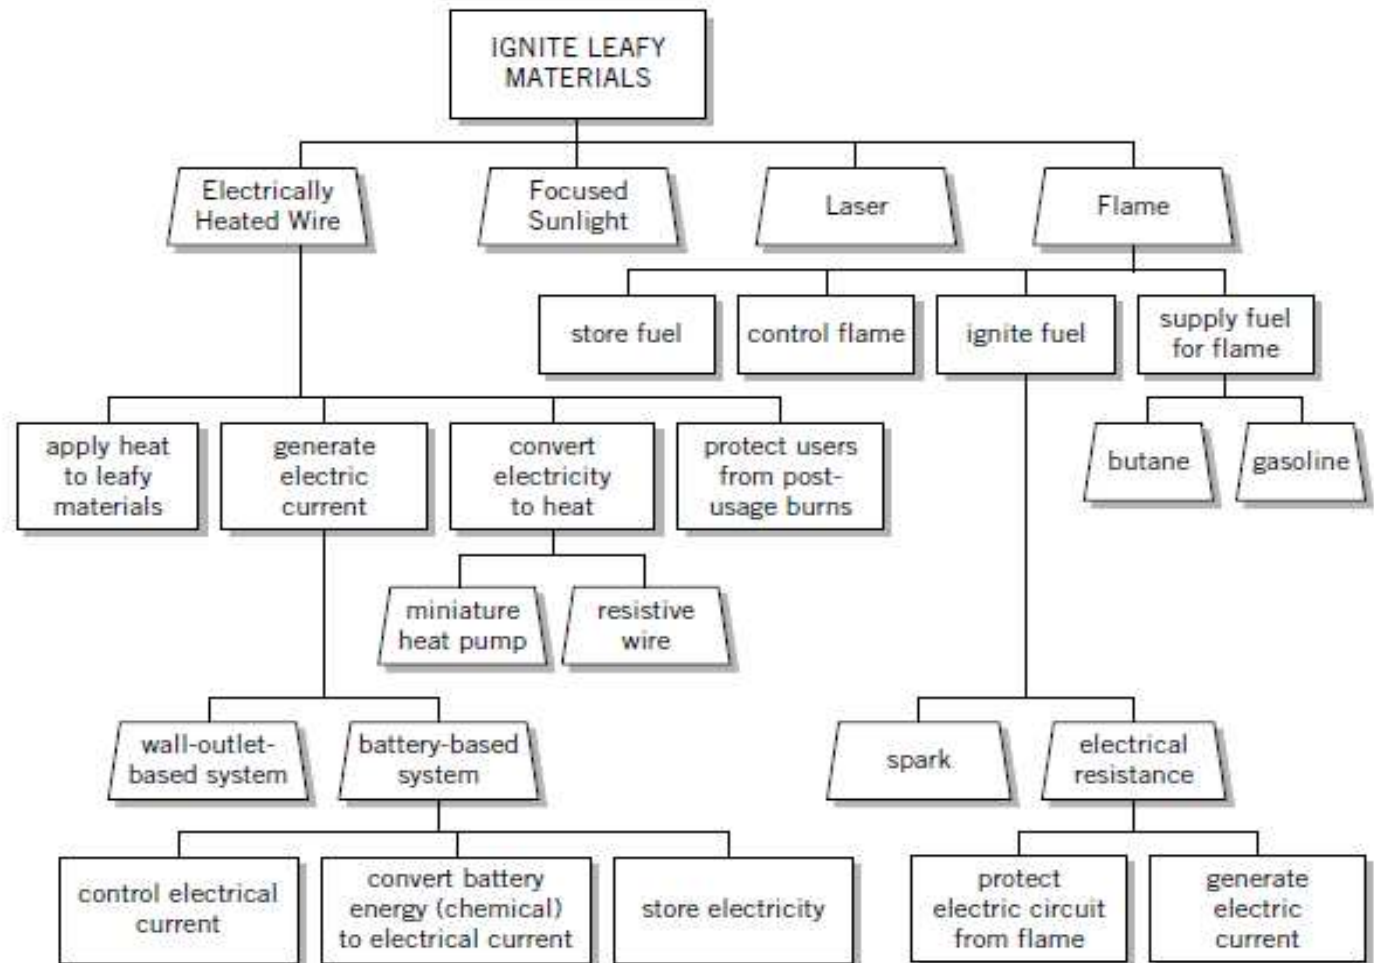 IGNITE LEAFY
MATERIALS
Electrically
Heated Wire
Focused
Sunlight
Laser
Flame
store fuel
control flame
ignite fuel
supply fuel
for flame
apply heat
to leafy
materials
generate
electric
current
convert
electricity
to heat
protect users
from post-
usage burns
butane
gasoline
miniature
heat pump
resistive
wire
wall-outlet-
based system
battery-based
system
spark
electrical
resistance
control electrical
current
convert battery
energy (chemical)
to electrical current
store electricity
protect
electric circuit
from flame
generate
electric
current